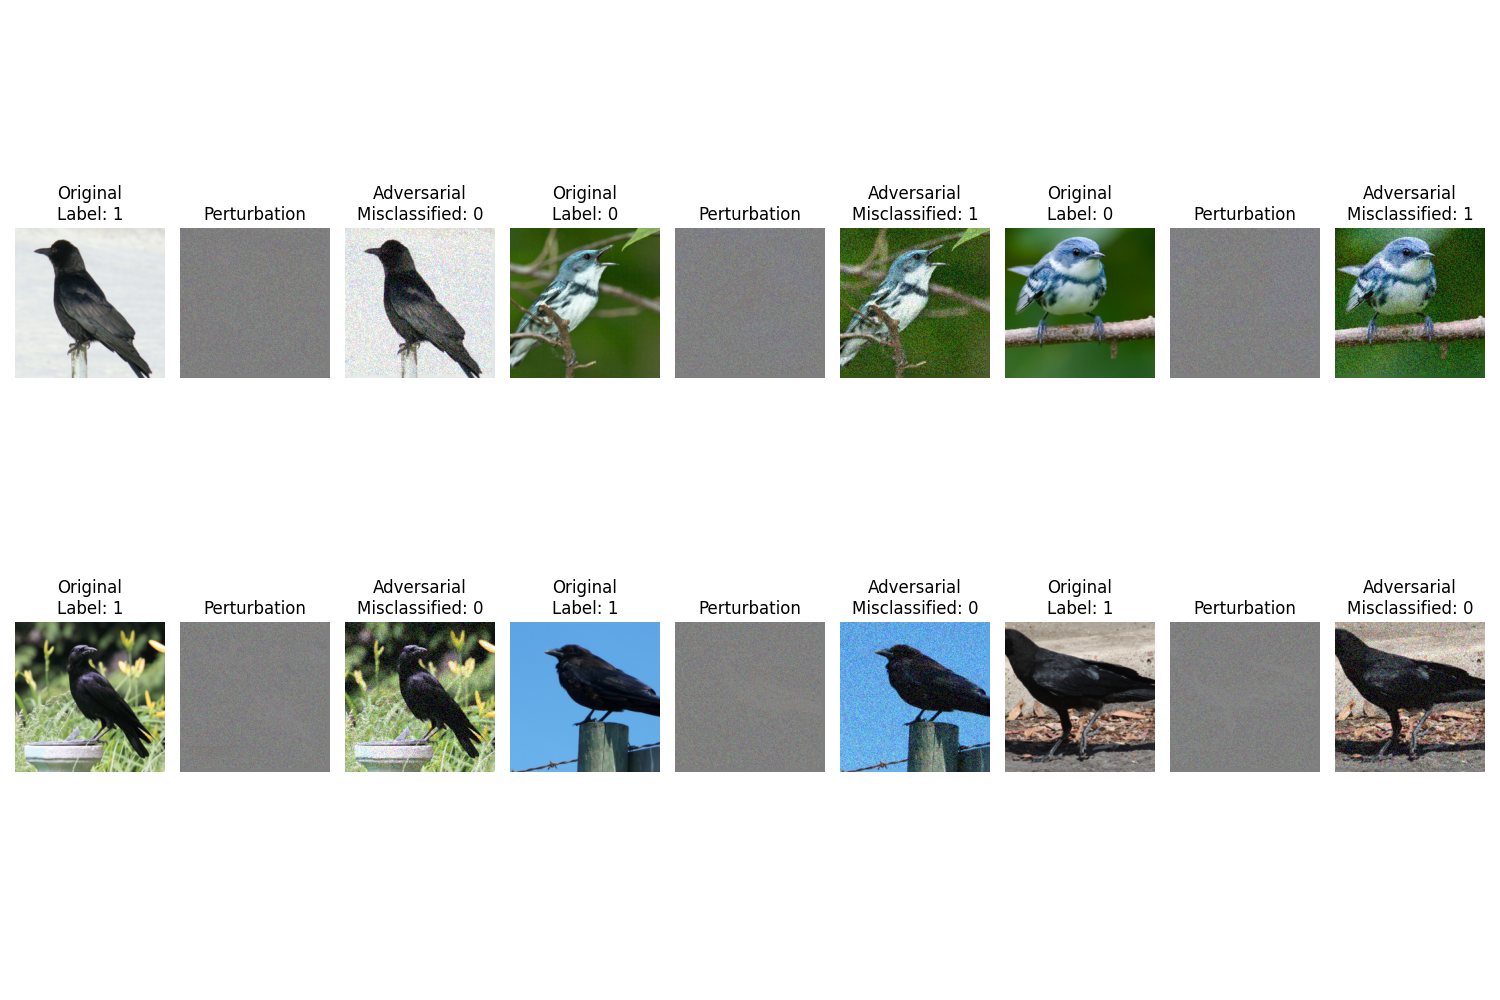 Original
Label: 1
Perturbation
Adversarial
Misclassified: 0
Original
Label: 0
Perturbation
Adversarial
Misclassified: 1
Original
Label: 0
Perturbation
Adversarial
Misclassified: 1
Original
Label: 1
Perturbation
Adversarial
Misclassified: 0
Original
Label: 1
Perturbation
Adversarial
Misclassified: 0
Original
Label: 1
Perturbation
Adversarial
Misclassified: 0